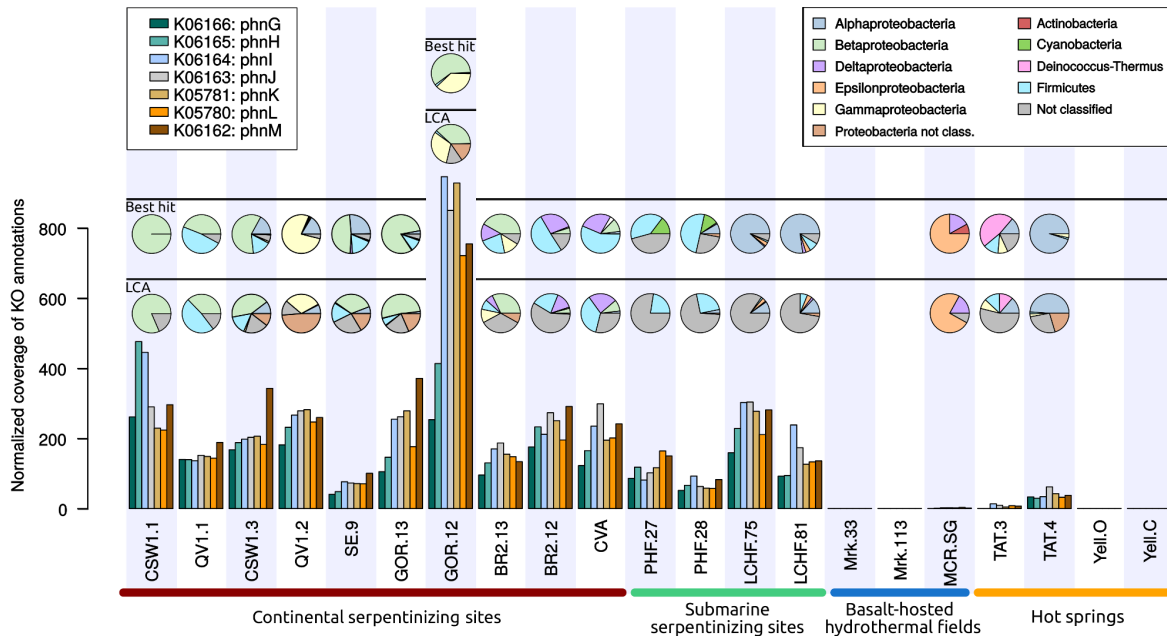 K06166: phnG
K06165: phnH
K06164: phnI
K06163: phnJ
K05781: phnK
K05780: phnL
K06162: phnM
Best hit
LCA
Alphaproteobacteria
Betaproteobacteria
Deltaproteobacteria
Epsilonproteobacteria
Gammaproteobacteria
Proteobacteria not class.
Actinobacteria
Cyanobacteria
Deinococcus-Thermus
Firmicutes
Not classified
Best hit
LCA
Normalized coverage of KO annotations
800
600
400
200
0
CSW1.1
QV1.1
CSW1.3
QV1.2
SE.9
GOR.13
GOR.12
BR2.13
BR2.12
CVA
PHF.27
PHF.28
LCHF.75
LCHF.81
Mrk.33
Mrk.113
MCR.SG
TAT.3
TAT.4
Yell.O
Yell.C
Continental serpentinizing sites
Submarine
serpentinizing sites
Basalt-hosted
hydrothermal fields
Hot springs